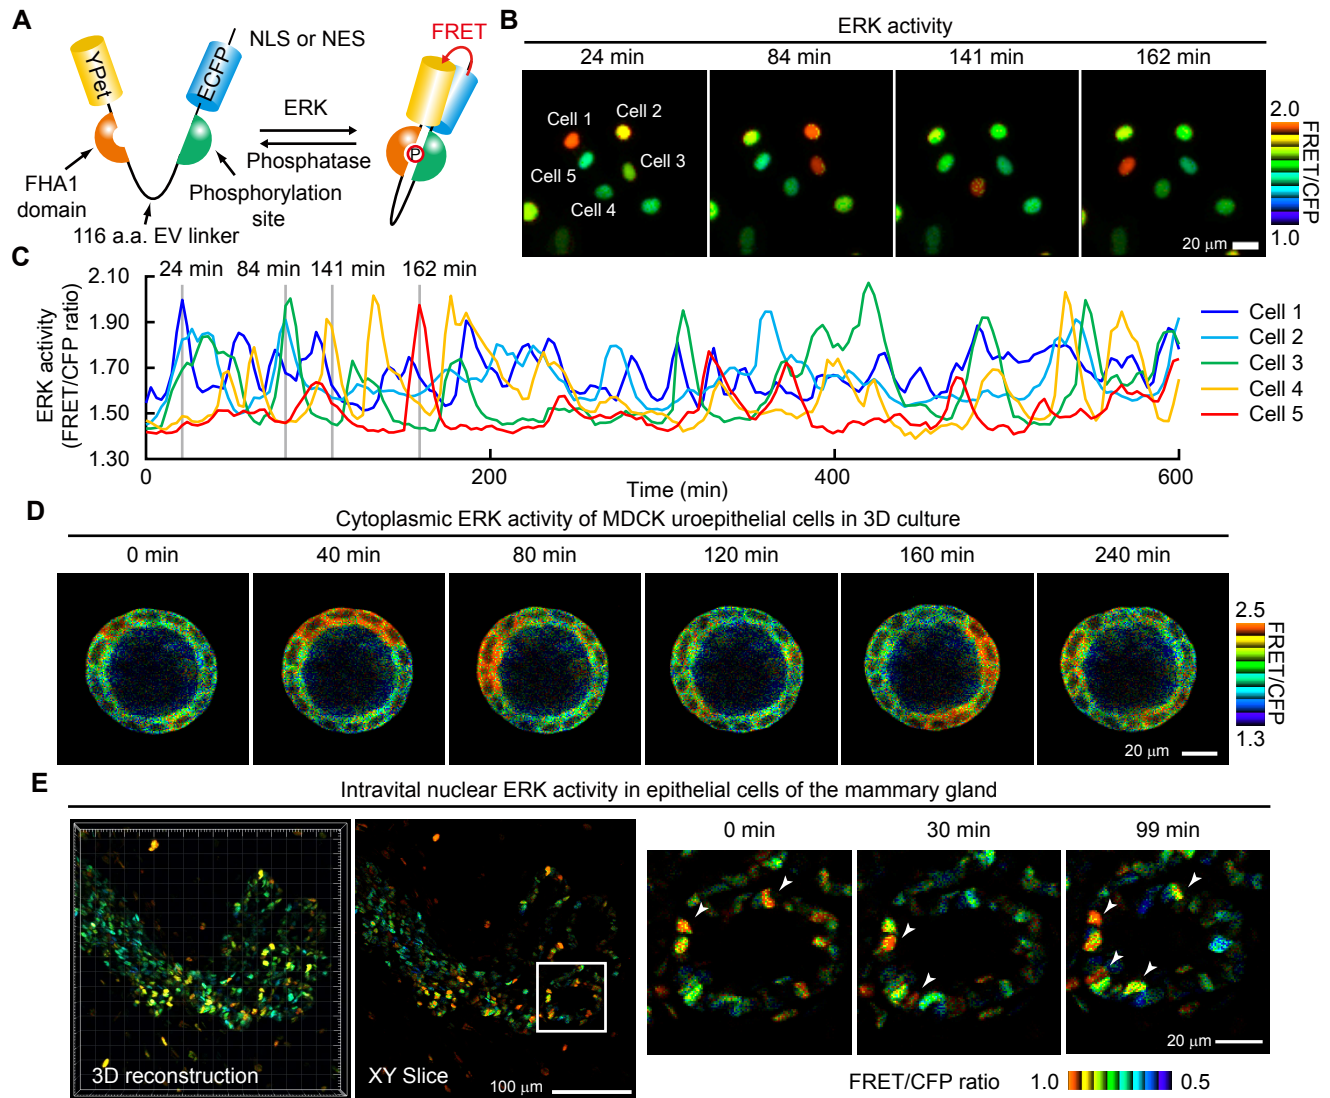 A
YPet
ECFP
NLS or NES
FRET
ERK
Phosphatase
P
FHA1
domain
Phosphorylation
site
116 a.a. EV linker
B
ERK activity
24 min
84 min
141 min
162 min
Cell 1
Cell 2
Cell 3
Cell 5
Cell 4
20 μm
2.0
FRET/CFP
1.0
C
24 min
84 min
141 min
162 min
ERK activity
(FRET/CFP ratio)
2.10
1.90
1.70
1.50
1.30
0
200
400
600
Time (min)
Cell 1
Cell 2
Cell 3
Cell 4
Cell 5
D
Cytoplasmic ERK activity of MDCK uroepithelial cells in 3D culture
0 min
40 min
80 min
120 min
160 min
240 min
20 μm
2.5
FRET/CFP
1.3
E
Intravital nuclear ERK activity in epithelial cells of the mammary gland
0 min
30 min
99 min
3D reconstruction
XY Slice
100 μm
20 μm
FRET/CFP ratio
1.0
0.5